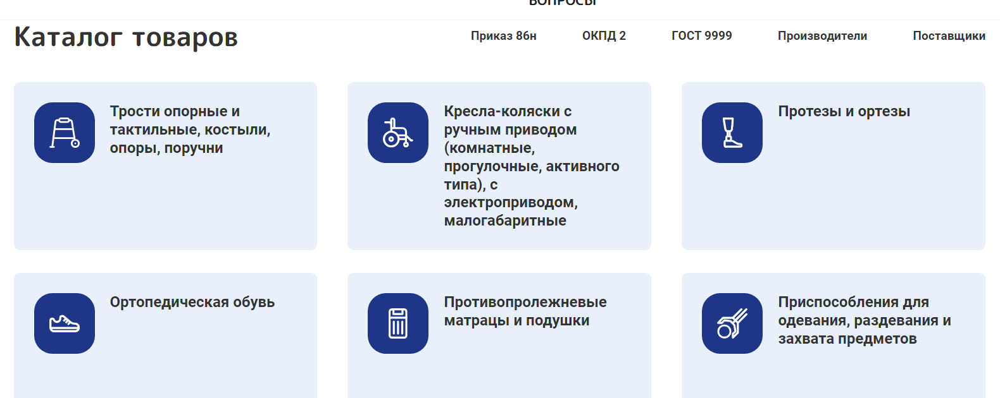 ВОПРОСЫ
Каталог товаров
Приказ 86н
ОКПД 2
ГОСТ 9999
Производители
Поставщики
Трости опорные и
тактильные, костыли,
опоры, поручни
Кресла-коляски с
ручным приводом
(комнатные,
прогулочные, активного
типа), с
электроприводом,
малогабаритные
Протезы и ортезы
Ортопедическая обувь
Противопролежневые
матрацы и подушки
Приспособления для
одевания, раздевания и
захвата предметов